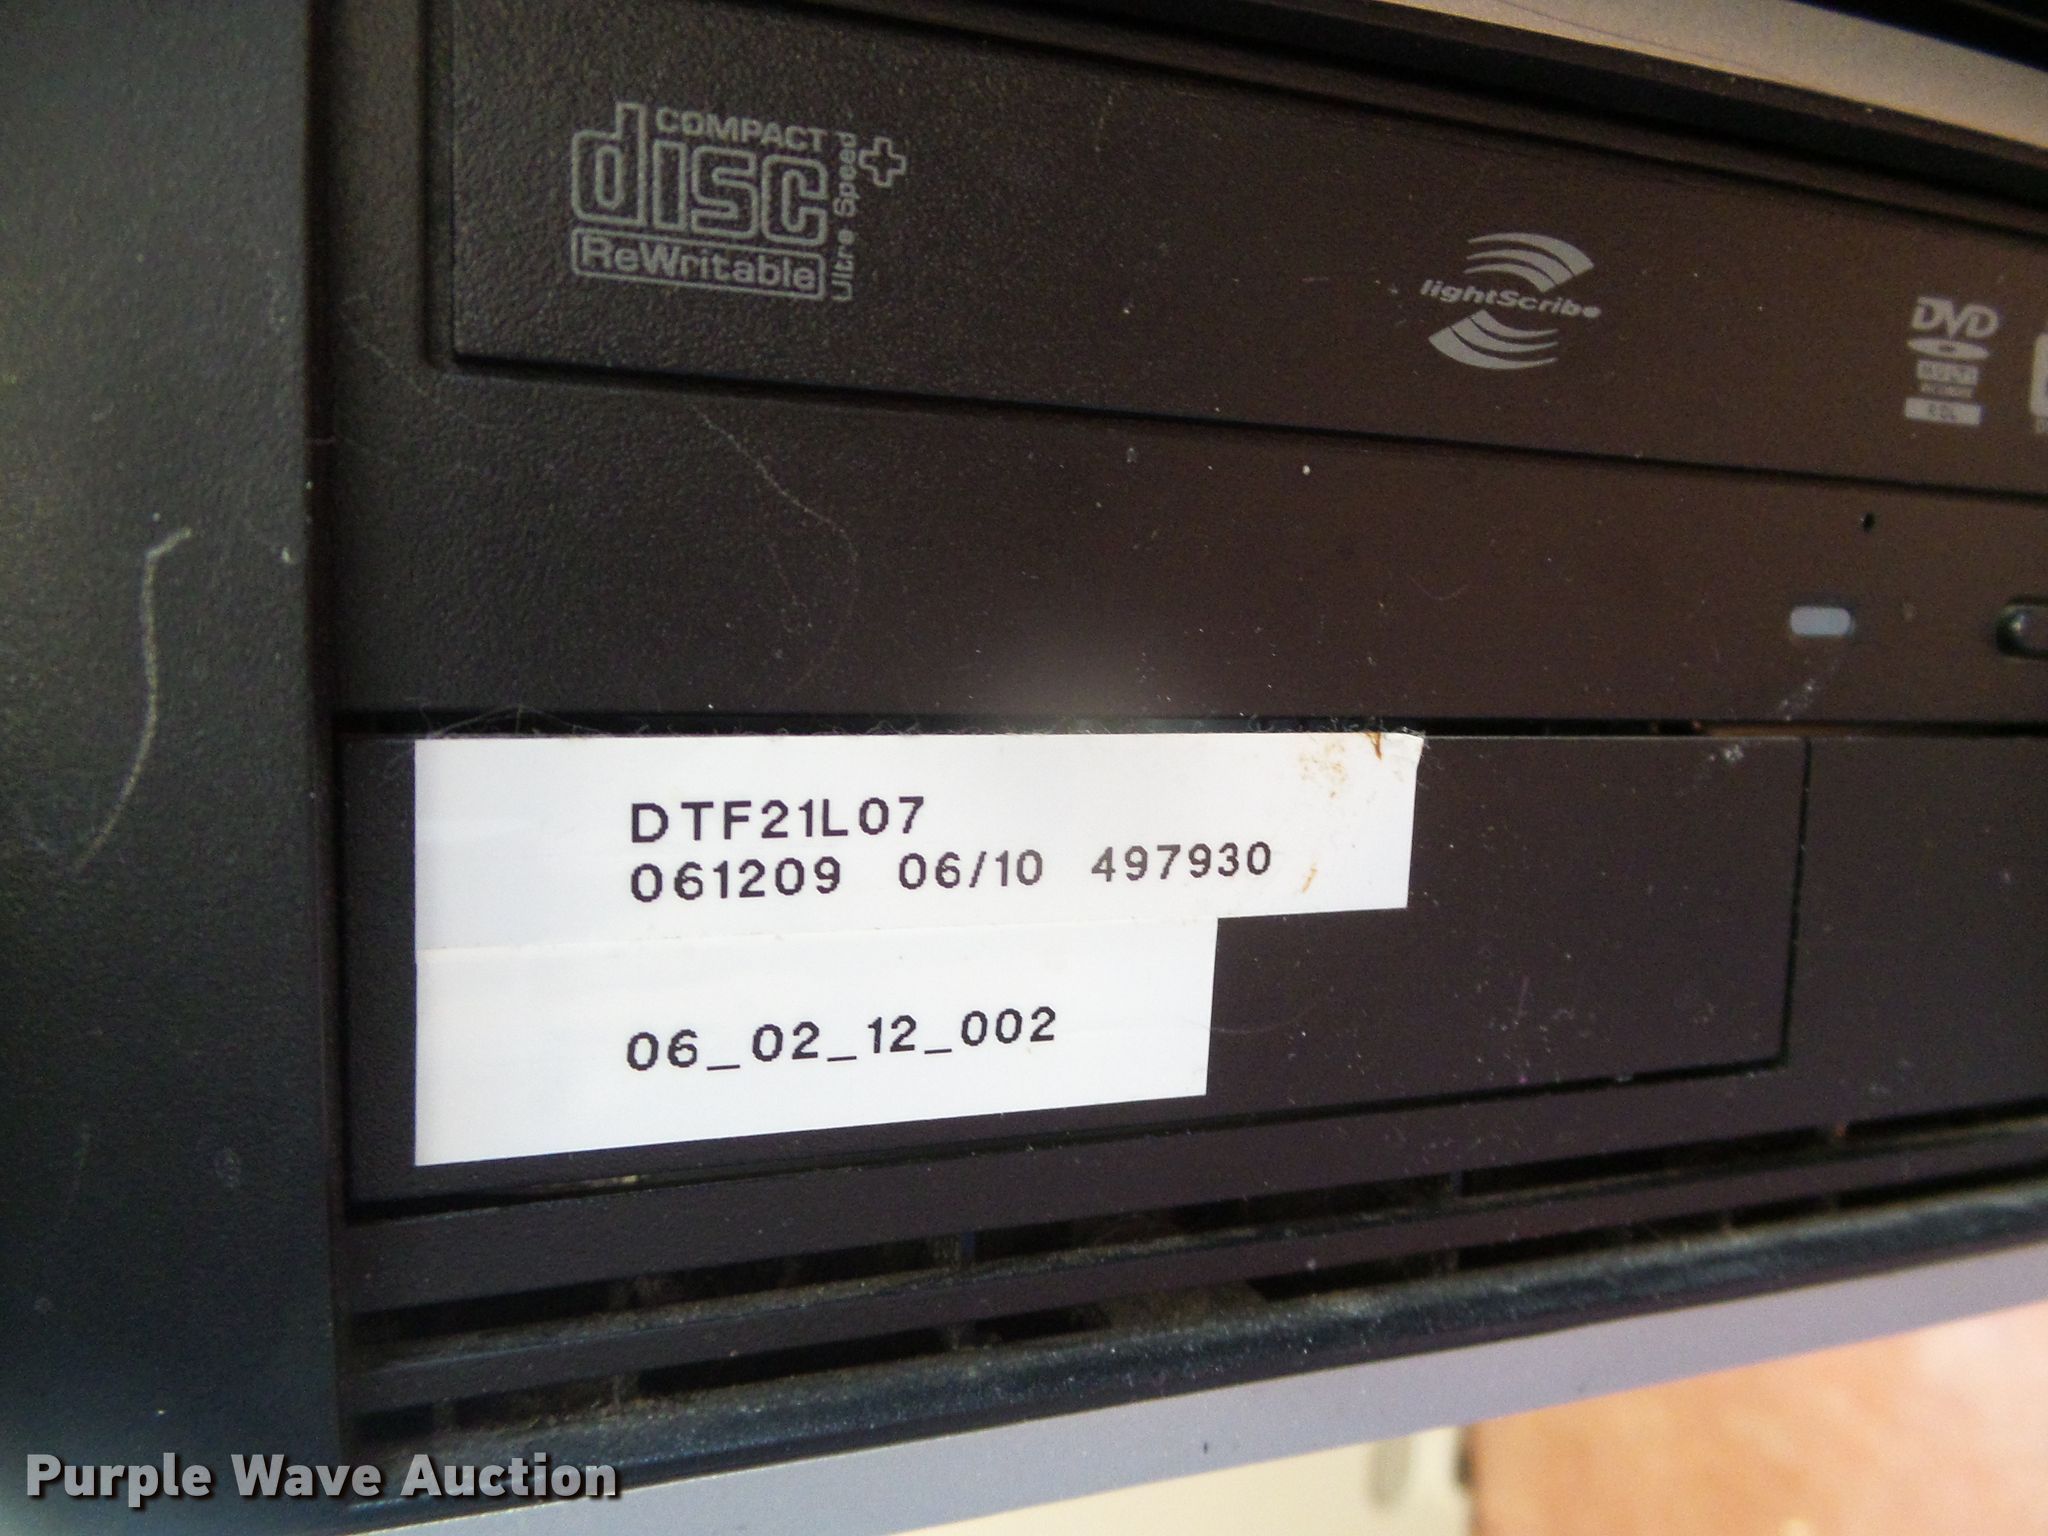 COMPACT
disc
ReWritable
Ultra Speed
lightScribe
DVD
DTF21L07
061209 06/10 497930
06_02_12_002
Purple Wave Auction